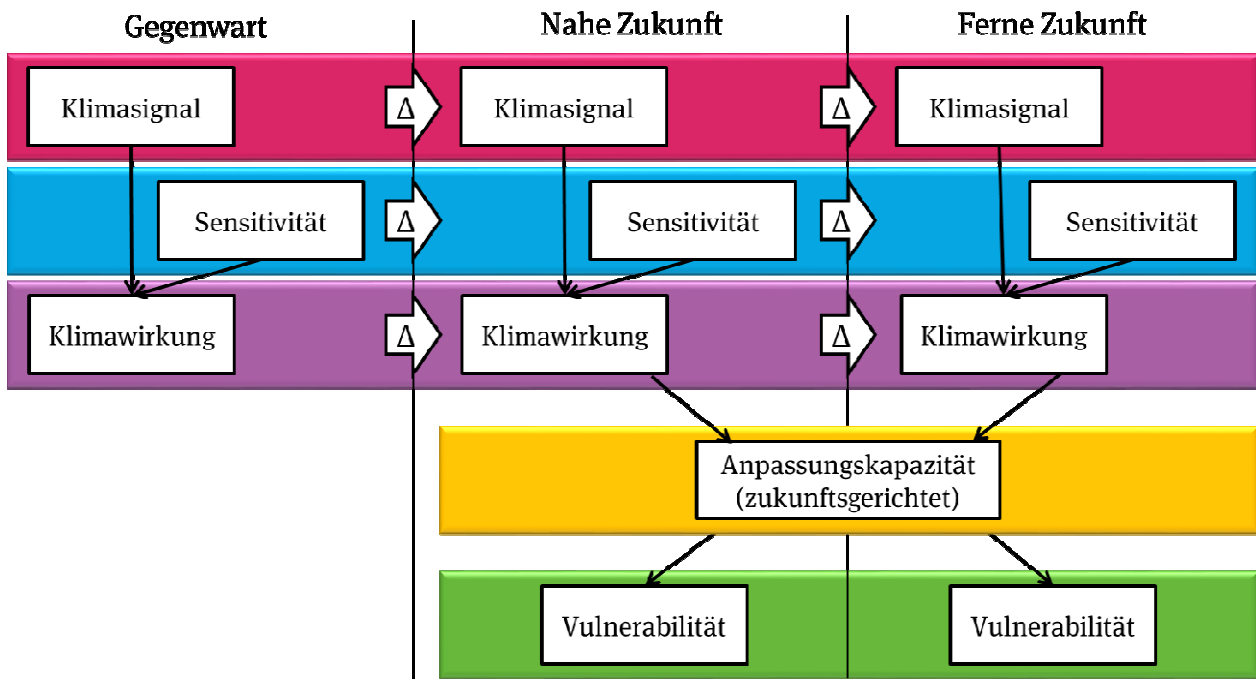 Gegenwart
Nahe Zukunft
Ferne Zukunft
Klimasignal
Δ
Klimasignal
Δ
Klimasignal
Sensitivität
Δ
Sensitivität
Δ
Sensitivität
Klimawirkung
Δ
Klimawirkung
Δ
Klimawirkung
Anpassungskapazität
(zukunftsgerichtet)
Vulnerabilität
Vulnerabilität